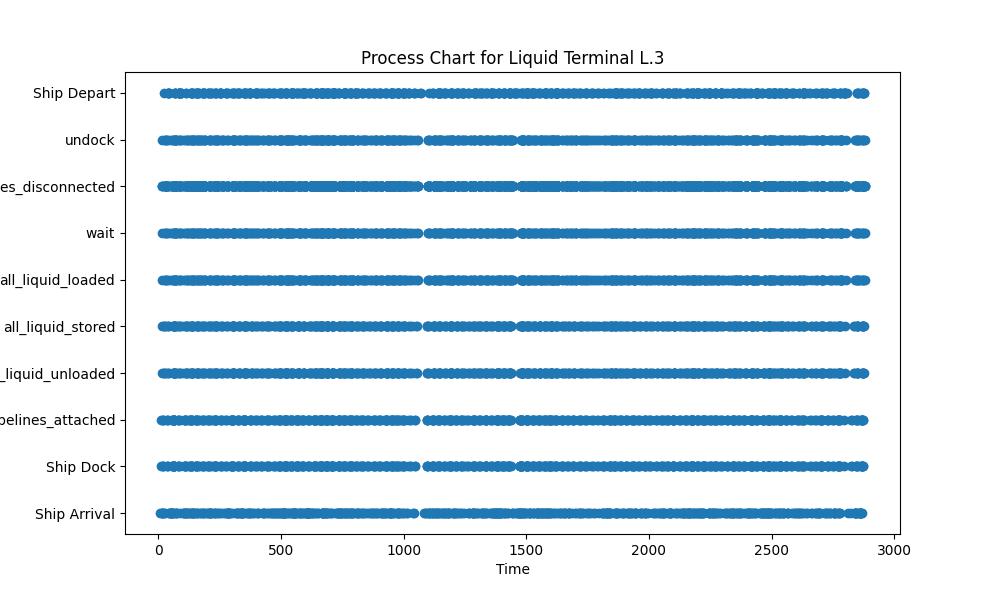 Process Chart for Liquid Terminal L.3
Ship Depart
undock
es_disconnected
wait
all_liquid_loaded
all_liquid_stored
_liquid_unloaded
pelines_attached
Ship Dock
Ship Arrival
0 500 1000 1500 2000 2500 3000
Time